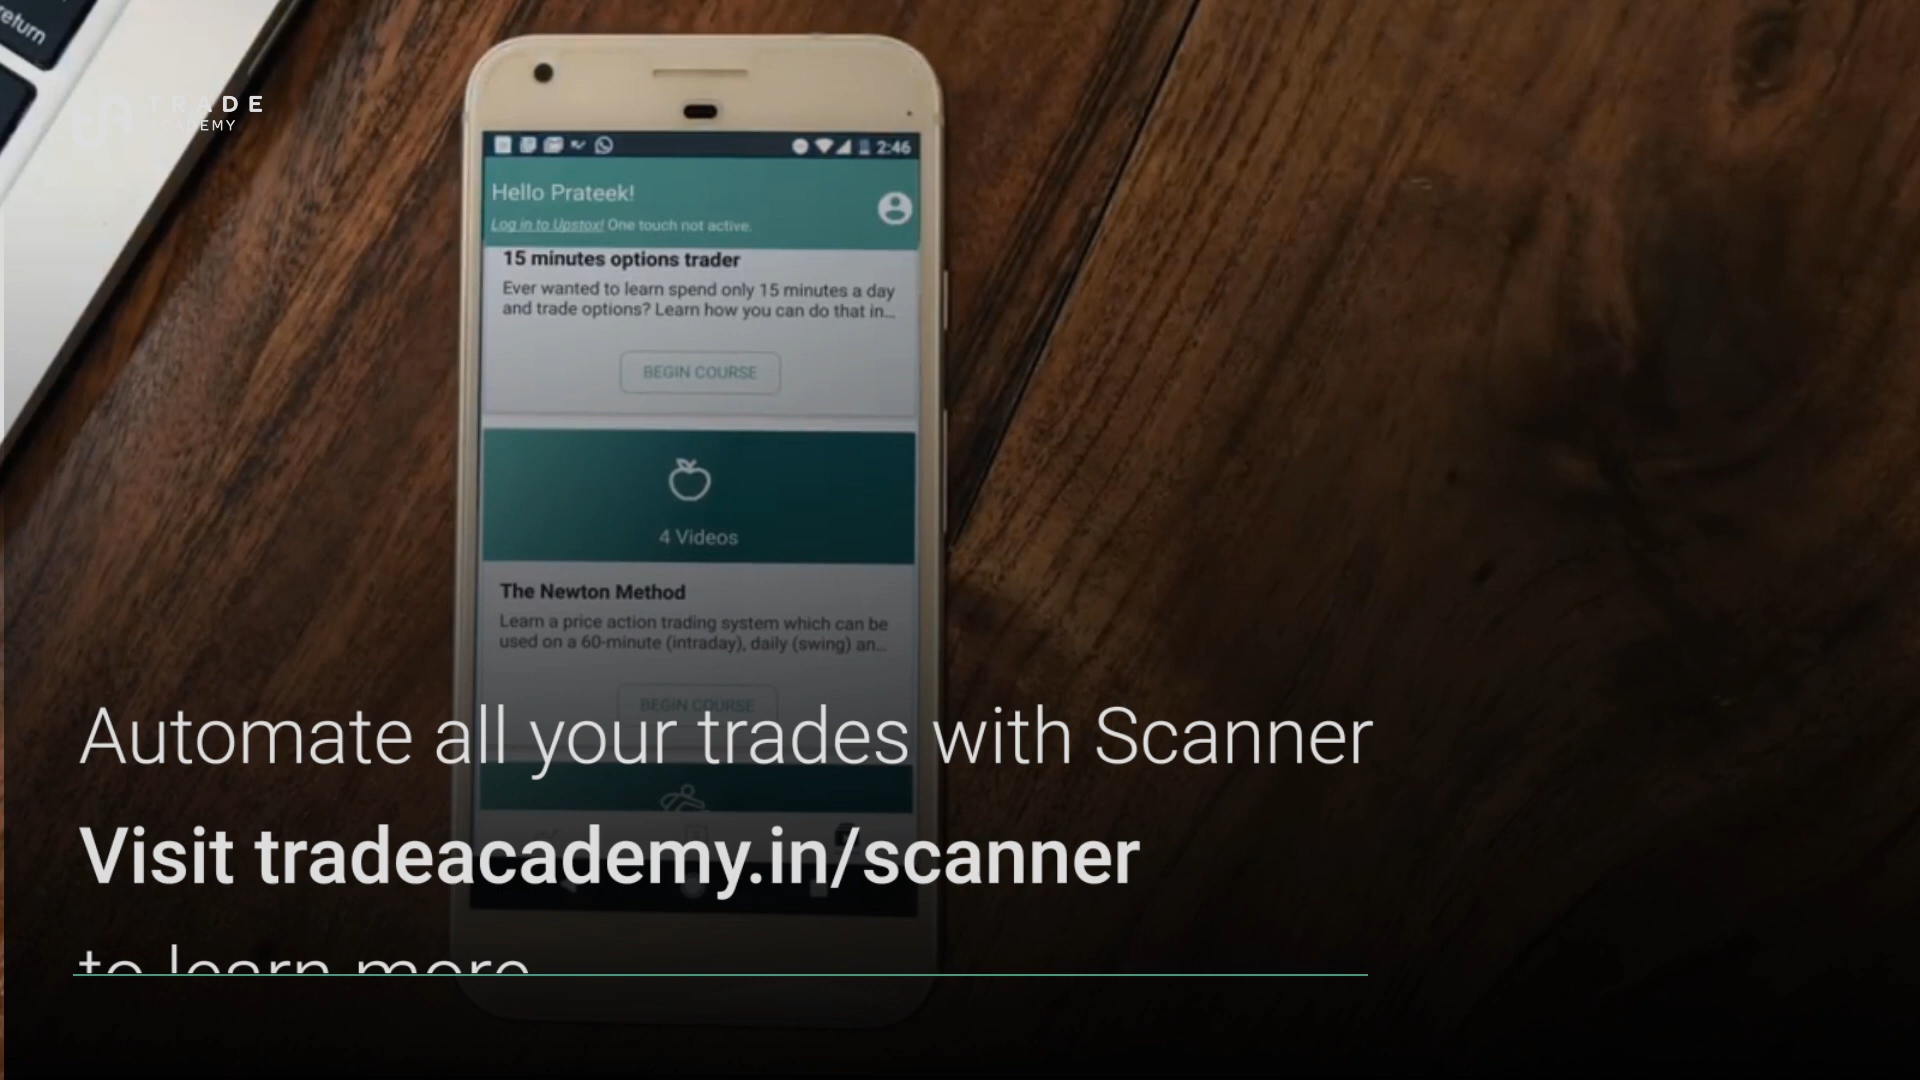 return
TRADE
ACADEMY
2:46
Hello Prateek!
Log in to Upstox! One touch not active.
15 minutes options trader
Ever wanted to learn spend only 15 minutes a day
and trade options? Learn how you can do that in...
BEGIN COURSE
4 Videos
The Newton Method
Learn a price action trading system which can be
used on a 60-minute (intraday), daily (swing) an...
BEGIN COURSE
Automate all your trades with Scanner
Visit tradeacademy.in/scanner
to learn more